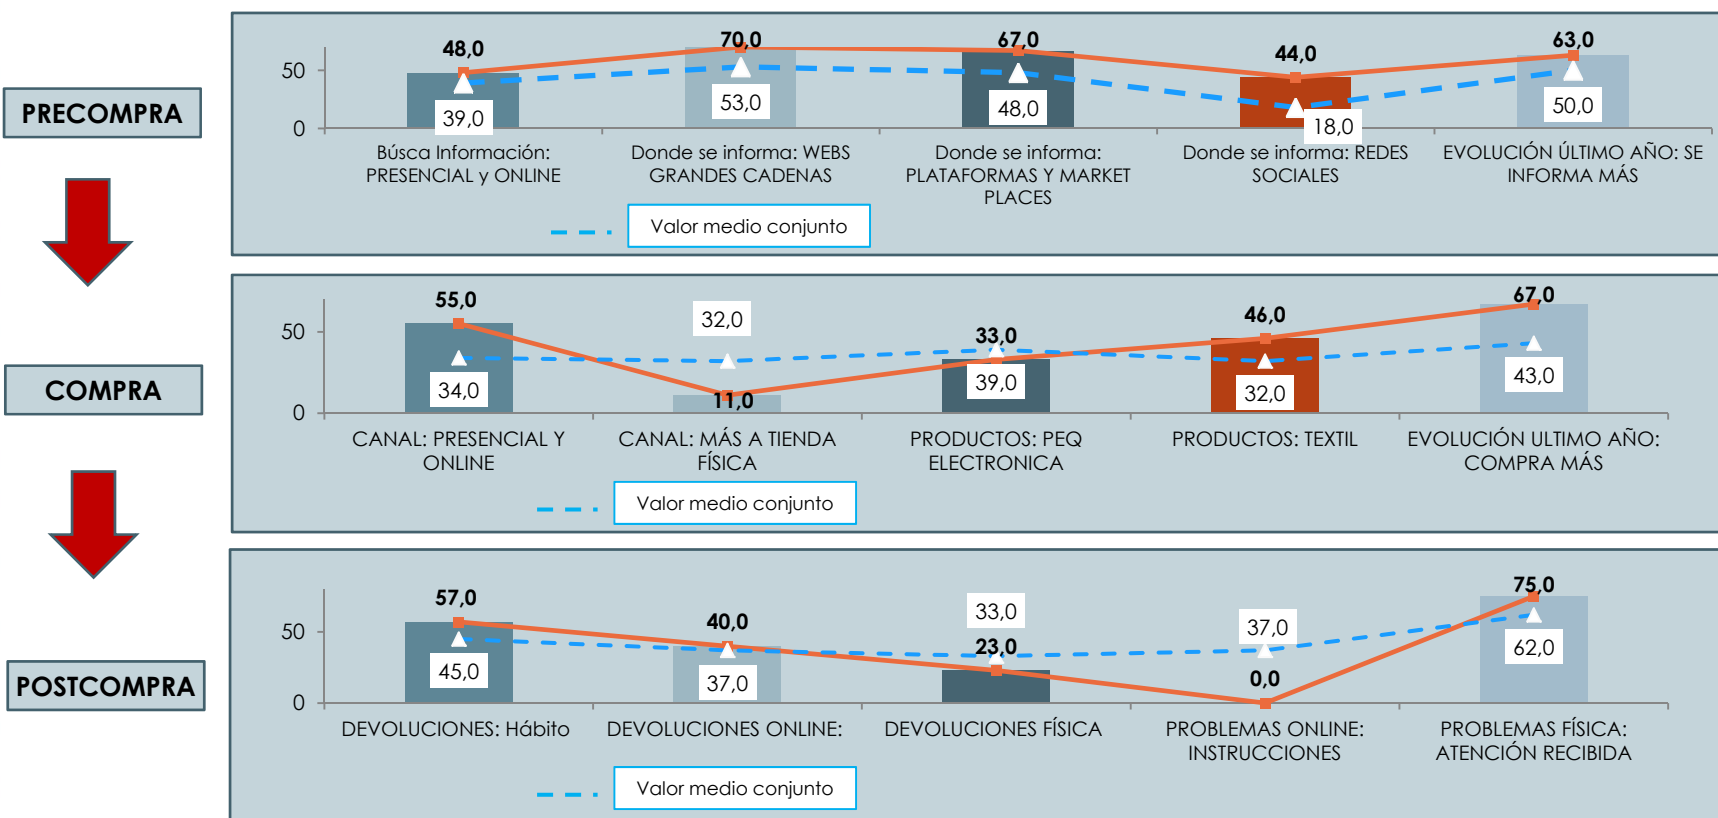 PRECOMPRA
48,0
70,0
67,0
44,0
63,0
50
0
39,0
53,0
48,0
18,0
50,0
Búsca Información:
PRESENCIAL y ONLINE
Donde se informa: WEBS
GRANDES CADENAS
Donde se informa:
PLATAFORMAS Y MARKET
PLACES
Donde se informa: REDES
SOCIALES
EVOLUCIÓN ÚLTIMO AÑO: SE
INFORMA MÁS
Valor medio conjunto
COMPRA
55,0
32,0
33,0
46,0
67,0
50
0
34,0
11,0
39,0
32,0
43,0
CANAL: PRESENCIAL Y
ONLINE
CANAL: MÁS A TIENDA
FÍSICA
PRODUCTOS: PEQ
ELECTRONICA
PRODUCTOS: TEXTIL
EVOLUCIÓN ULTIMO AÑO:
COMPRA MÁS
Valor medio conjunto
POSTCOMPRA
57,0
40,0
33,0
37,0
75,0
50
0
45,0
37,0
23,0
0,0
62,0
DEVOLUCIONES: Hábito
DEVOLUCIONES ONLINE:
DEVOLUCIONES FÍSICA
PROBLEMAS ONLINE:
INSTRUCCIONES
PROBLEMAS FÍSICA:
ATENCIÓN RECIBIDA
Valor medio conjunto